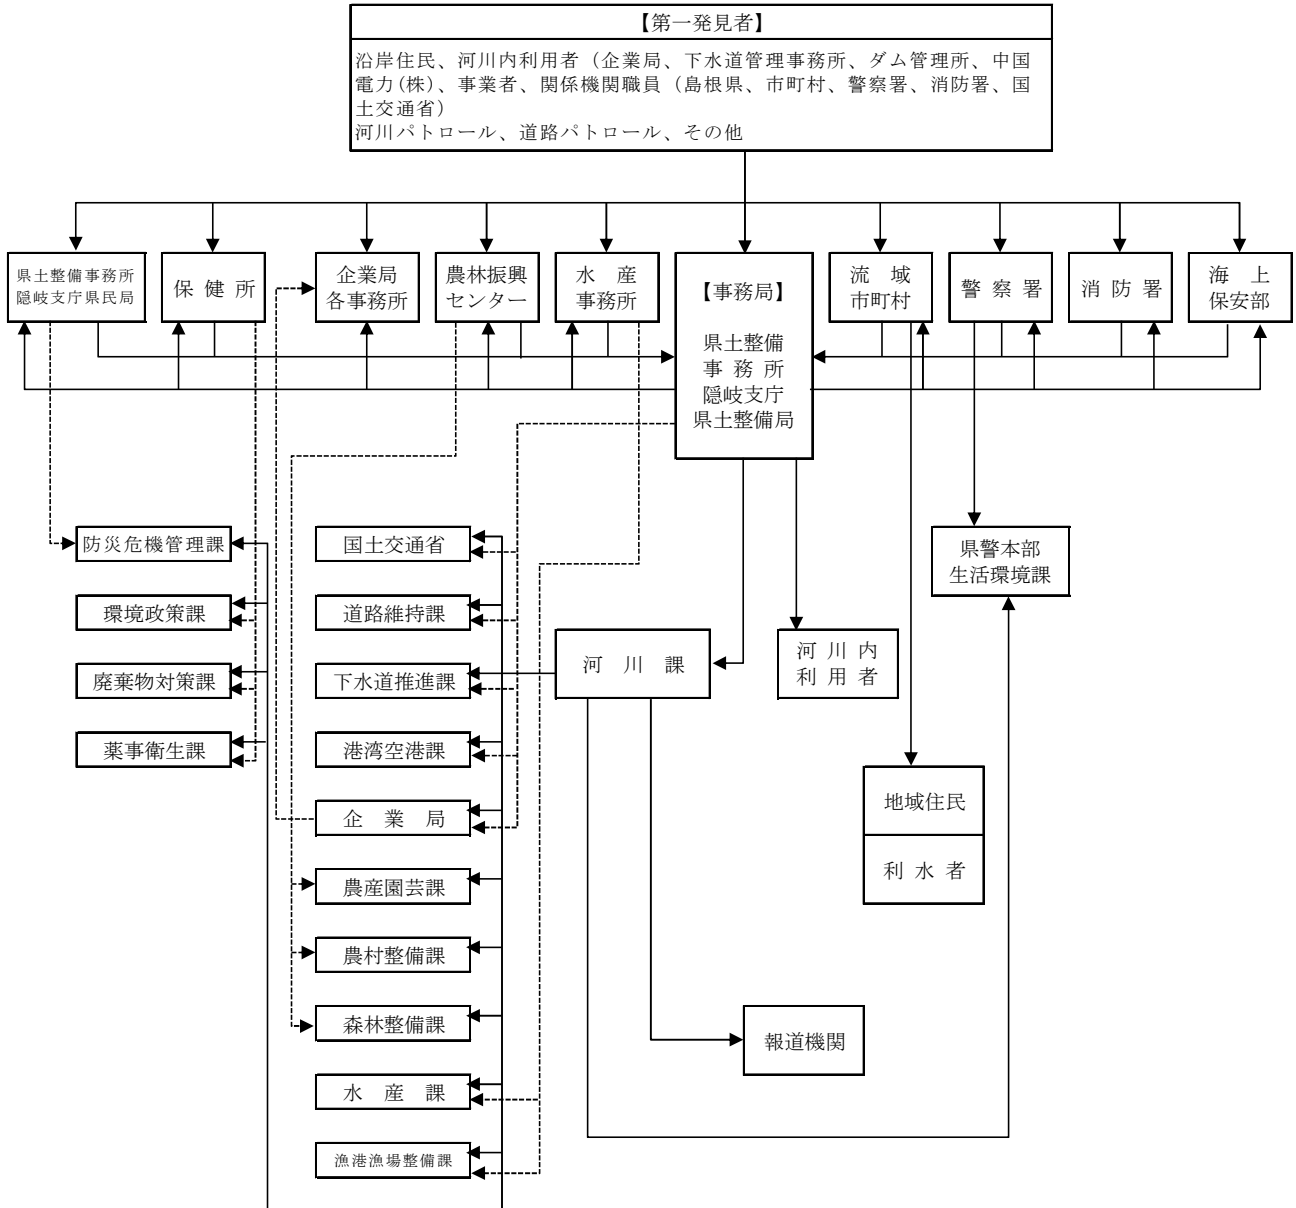 【第一発見者】
沿岸住民、河川内利用者（企業局、下水道管理事務所、ダム管理所、中国
電力(株)、事業者、関係機関職員（島根県、市町村、警察署、消防署、国
土交通省）
河川パトロール、道路パトロール、その他
県土整備事務所
隠岐支庁県民局
保健所
企業局
各事務所
農林振興
センター
水産
事務所
【事務局】
県土整備
事務所
隠岐支庁
県土整備局
流域
市町村
警察署
消防署
海上
保安部
防災危機管理課
環境政策課
廃棄物対策課
薬事衛生課
国土交通省
道路維持課
下水道推進課
港湾空港課
企業局
農産園芸課
農村整備課
森林整備課
水産課
漁港漁場整備課
河川課
河川内
利用者
県警本部
生活環境課
地域住民
利水者
報道機関